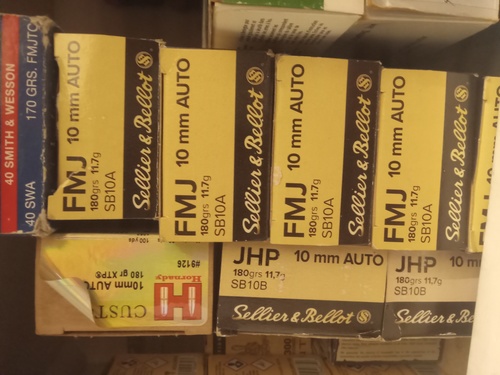 40 SMITH & WESSON
170 GRS. FMJTC
40 SWA
FMJ 10 mm AUTO
180grs 11,7g
SB10A
Sellier & Bellot
FMJ 10 mm AUTO
180grs 11,7g
SB10A
Sellier & Bellot
FMJ 10 mm AUTO
180grs 11,7g
SB10A
Sellier & Bellot
FMJ 10 mm AUTO
180grs 11,7g
SB10A
Sellier & Bellot
AUTO
#9126
10mm AUTO
180 gr XTP®
Hornady
H
CUST
100 yds
JHP 10 mm AUTO
180grs 11,7g
SB10B
Sellier & Bellot
JHP 10 m
180grs 11,7g
SB10B
Sellier & Bellot